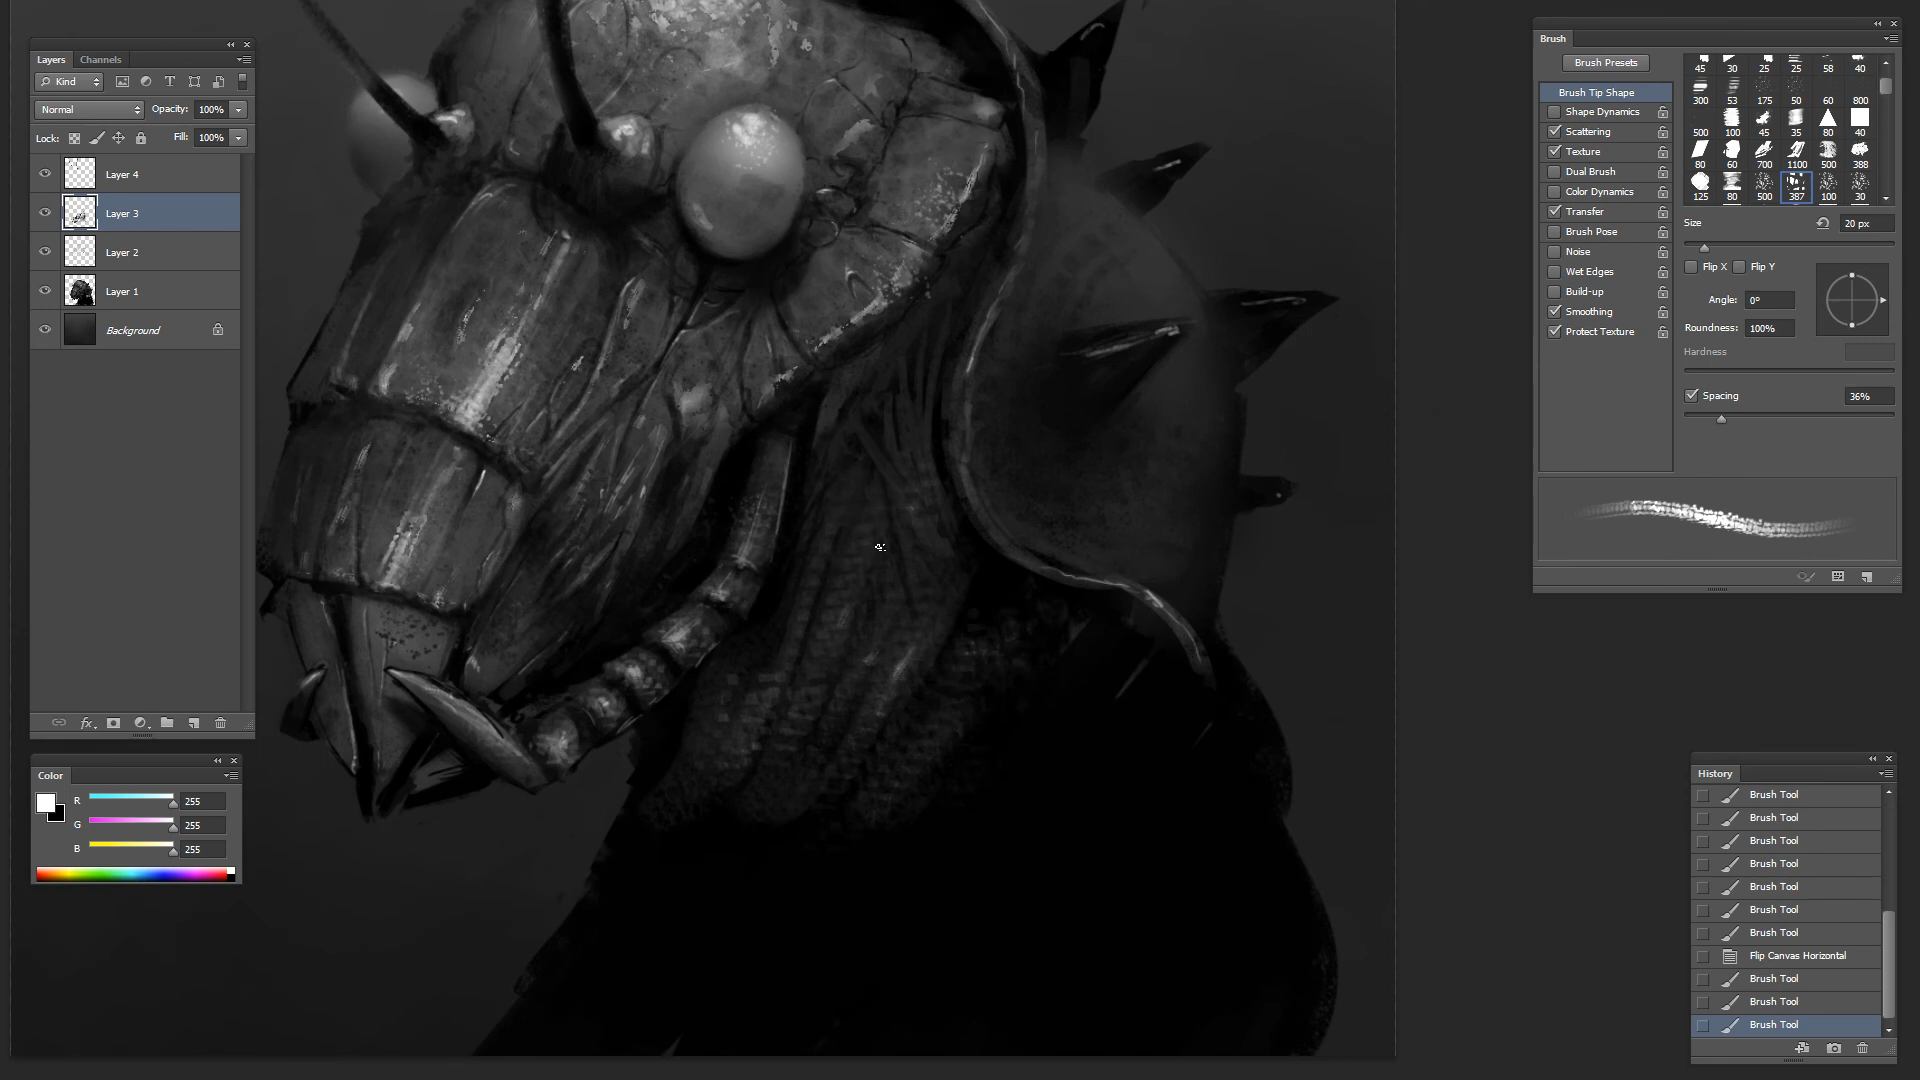 Layers Channels
Kind
Normal Opacity: 100%
Lock: Fill: 100%
Layer 4
Layer 3
Layer 2
Layer 1
Background
fx
Color
R 255
G 255
B 255
Brush
Brush Presets
Brush Tip Shape
Shape Dynamics
Scattering
Texture
Dual Brush
Color Dynamics
Transfer
Brush Pose
Noise
Wet Edges
Build-up
Smoothing
Protect Texture
45 30 25 25 58 40
300 53 175 50 60 800
500 100 45 35 80 40
80 60 700 1100 500 388
125 80 500 387 100 30
Size 20 px
Flip X Flip Y
Angle: 0º
Roundness: 100%
Hardness
Spacing 36%
History
Brush Tool
Brush Tool
Brush Tool
Brush Tool
Brush Tool
Brush Tool
Brush Tool
Flip Canvas Horizontal
Brush Tool
Brush Tool
Brush Tool